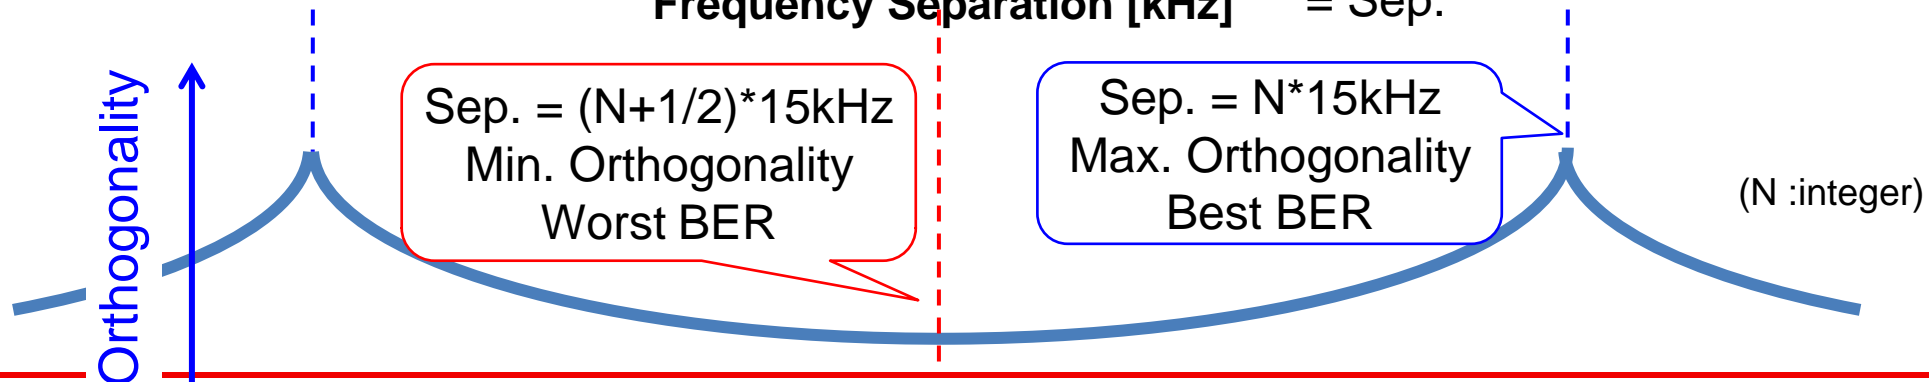 Frequency Separation [kHz] = Sep.
Orthogonality
Sep. = (N+1/2)*15kHz
Min. Orthogonality
Worst BER
Sep. = N*15kHz
Max. Orthogonality
Best BER
(N :integer)